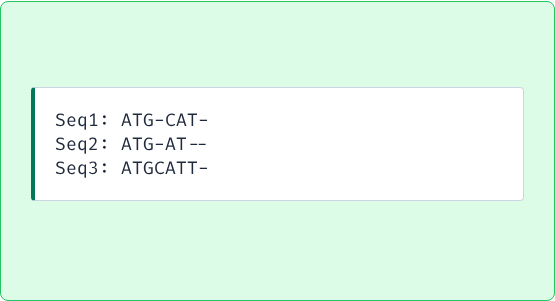 Seq1: ATG-CAT-
Seq2: ATG-AT--
Seq3: ATGCATT-